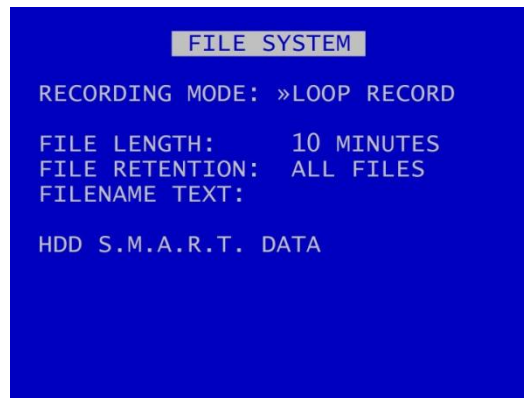 FILE SYSTEM
RECORDING MODE: »LOOP RECORD
FILE LENGTH: 10 MINUTES
FILE RETENTION: ALL FILES
FILENAME TEXT:
HDD S.M.A.R.T. DATA